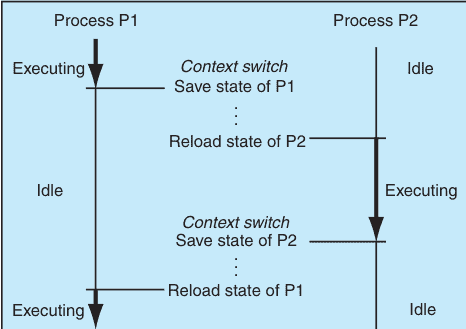 Process P1
Process P2
Executing
Context switch
Idle
Save state of P1
Reload state of P2
Idle
Executing
Context switch
Save state of P2
Reload state of P1
Executing
Idle